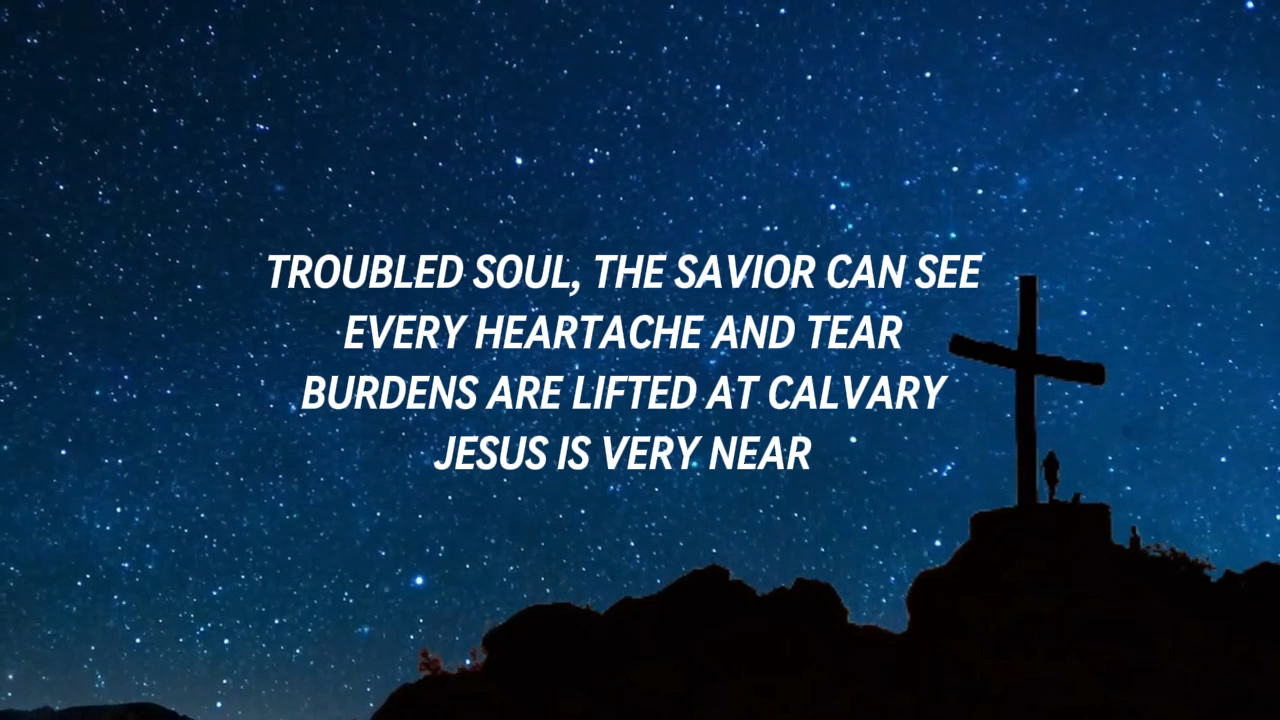 TROUBLED SOUL, THE SAVIOR CAN SEE
EVERY HEARTACHE AND TEAR
BURDENS ARE LIFTED AT CALVARY
JESUS IS VERY NEAR